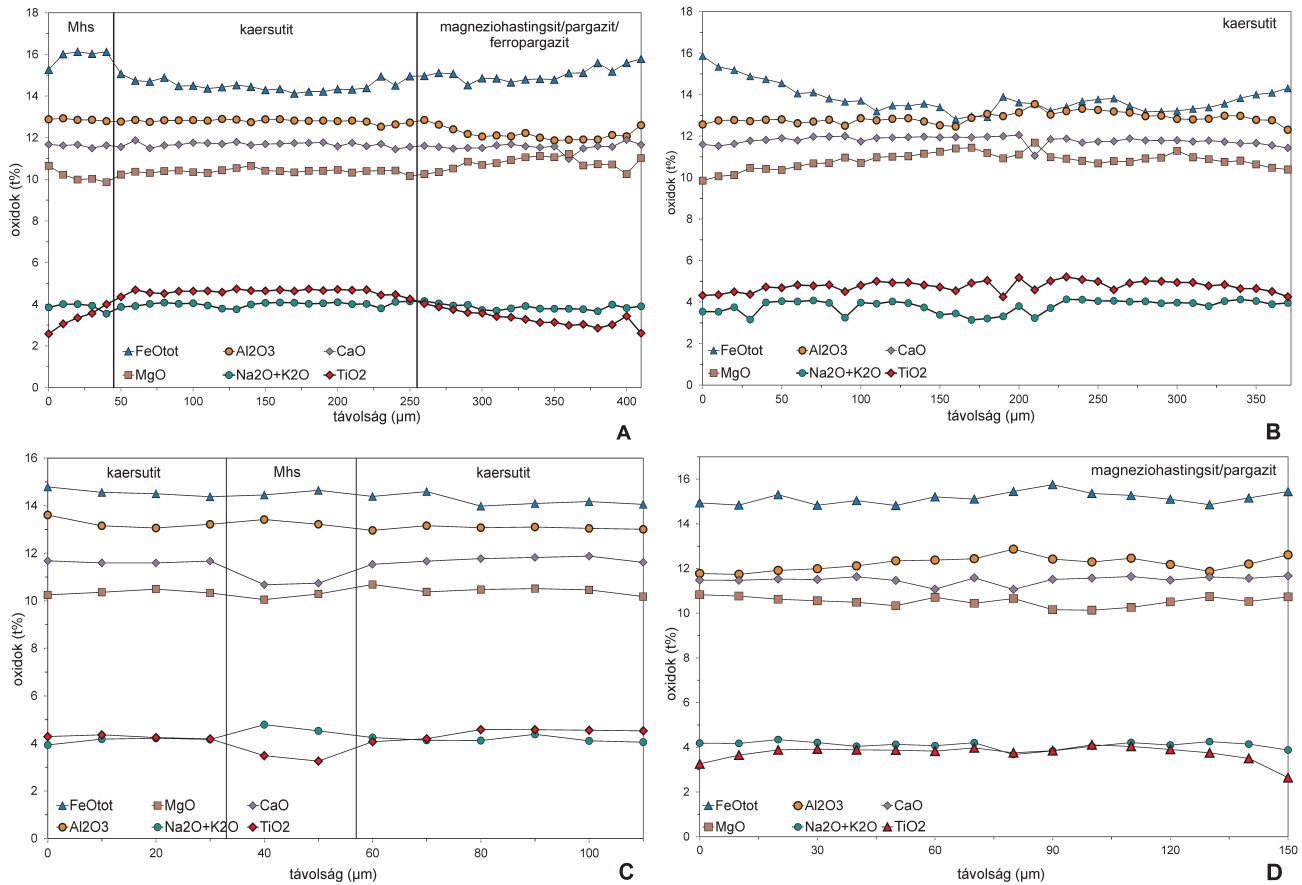 18
16
14
12
10
8
6
4
2
0
oxidok (t%)
Mhs
kaersutit
magneziohastingsit/pargazit/
ferropargazit
FeOtot Al2O3 CaO
MgO Na2O+K2O TiO2
0 50 100 150 200 250 300 350 400
távolság (µm)
A
18
16
14
12
10
8
6
4
2
0
oxidok (t%)
kaersutit
FeOtot Al2O3 CaO
MgO Na2O+K2O TiO2
0 50 100 150 200 250 300 350
távolság (µm)
B
16
14
12
10
8
6
4
2
0
oxidok (t%)
kaersutit Mhs kaersutit
FeOtot MgO CaO
Al2O3 Na2O+K2O TiO2
0 20 40 60 80 100
távolság (µm)
C
16
14
12
10
8
6
4
2
0
oxidok (t%)
magneziohastingsit/pargazit
FeOtot Al2O3 CaO
MgO Na2O+K2O TiO2
0 30 60 90 120 150
távolság (µm)
D